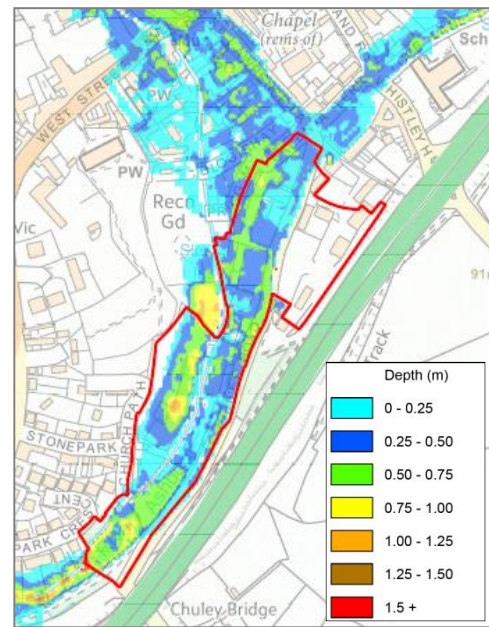 Chapel
(rems of)
Sch
WEST STREET
PW
HISTLEY H
PW
Recn
Gd
Vic
91m
Track
CHURCH PATH
STONEPARK
PARK CRESCENT
Chuley Bridge
Depth (m)
0 - 0.25
0.25 - 0.50
0.50 - 0.75
0.75 - 1.00
1.00 - 1.25
1.25 - 1.50
1.5 +